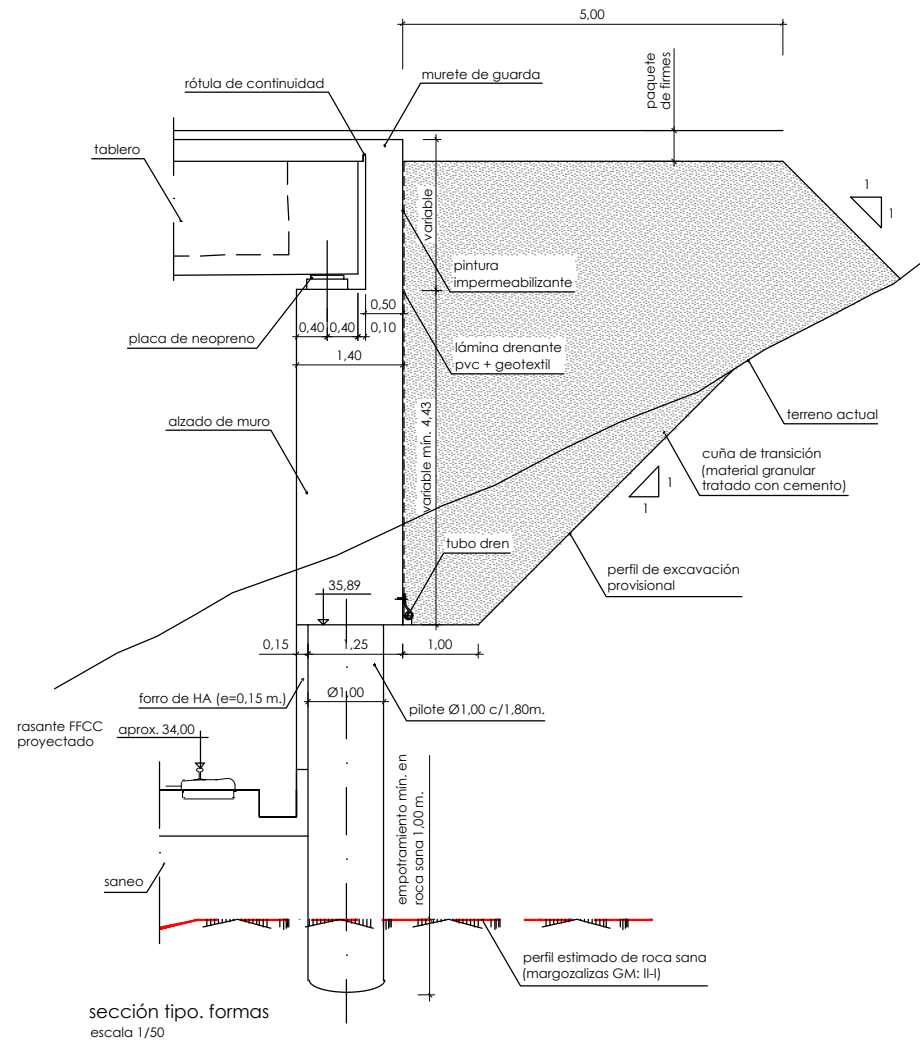 5,00
murete de guarda
rótula de continuidad
paquete
de firmes
tablero
1
1
variable
pintura
impermeabilizante
0,50
0,40
0,40
0,10
placa de neopreno
lámina drenante
pvc + geotextil
1,40
terreno actual
alzado de muro
variable mín. 4,43
cuña de transición
(material granular
tratado con cemento)
1
1
tubo dren
perfil de excavación
provisional
35,89
0,15
1,25
1,00
forro de HA (e=0,15 m.)
Ø1,00
pilote Ø1,00 c/1,80m.
rasante FFCC
proyectado
aprox. 34,00
empotramiento mín. en
roca sana 1,00 m.
saneo
perfil estimado de roca sana
(margozalizas GM: II-I)
sección tipo. formas
escala 1/50